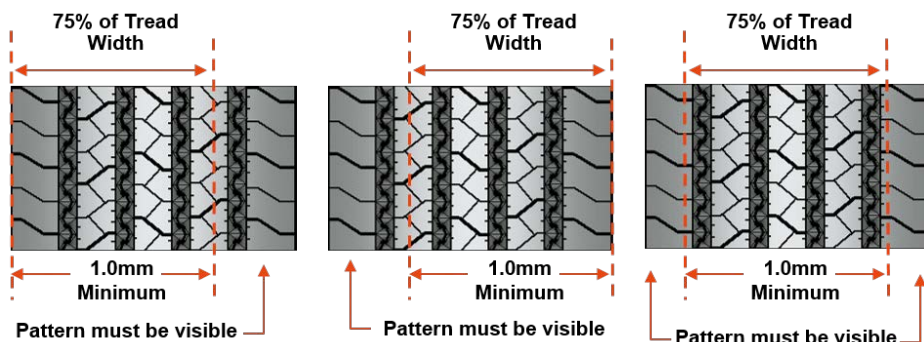 75% of Tread
Width
75% of Tread
Width
75% of Tread
Width
1.0mm
Minimum
1.0mm
Minimum
1.0mm
Minimum
Pattern must be visible
Pattern must be visible
Pattern must be visible